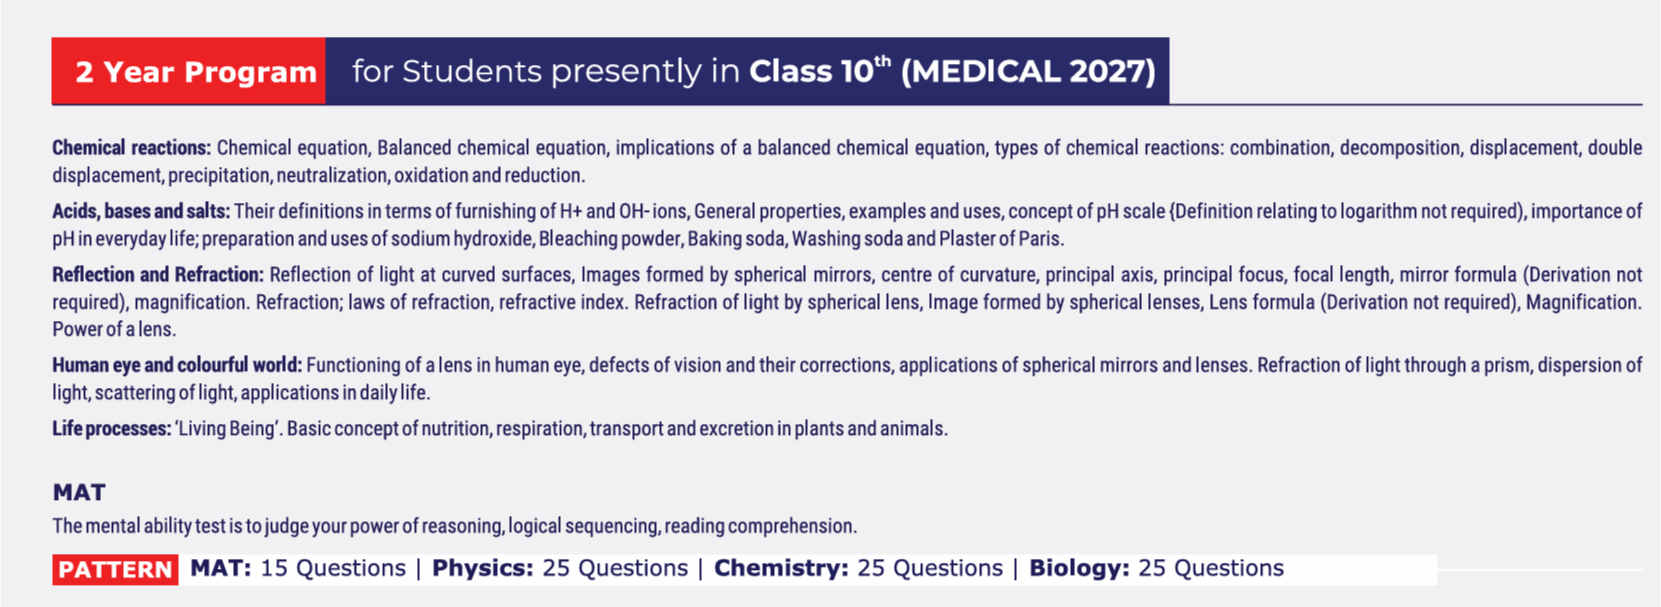 2 Year Program for Students presently in Class 10th (MEDICAL 2027)
Chemical reactions: Chemical equation, Balanced chemical equation, implications of a balanced chemical equation, types of chemical reactions: combination, decomposition, displacement, double
displacement, precipitation, neutralization, oxidation and reduction.
Acids, bases and salts: Their definitions in terms of furnishing of H+ and OH- ions, General properties, examples and uses, concept of pH scale {Definition relating to logarithm not required), importance of
pH in everyday life; preparation and uses of sodium hydroxide, Bleaching powder, Baking soda, Washing soda and Plaster of Paris.
Reflection and Refraction: Reflection of light at curved surfaces, Images formed by spherical mirrors, centre of curvature, principal axis, principal focus, focal length, mirror formula (Derivation not
required), magnification. Refraction; laws of refraction, refractive index. Refraction of light by spherical lens, Image formed by spherical lenses, Lens formula (Derivation not required), Magnification.
Power of a lens.
Human eye and colourful world: Functioning of a lens in human eye, defects of vision and their corrections, applications of spherical mirrors and lenses. Refraction of light through a prism, dispersion of
light, scattering of light, applications in daily life.
Life processes: ‘Living Being’. Basic concept of nutrition, respiration, transport and excretion in plants and animals.
MAT
The mental ability test is to judge your power of reasoning, logical sequencing, reading comprehension.
PATTERN MAT: 15 Questions | Physics: 25 Questions | Chemistry: 25 Questions | Biology: 25 Questions